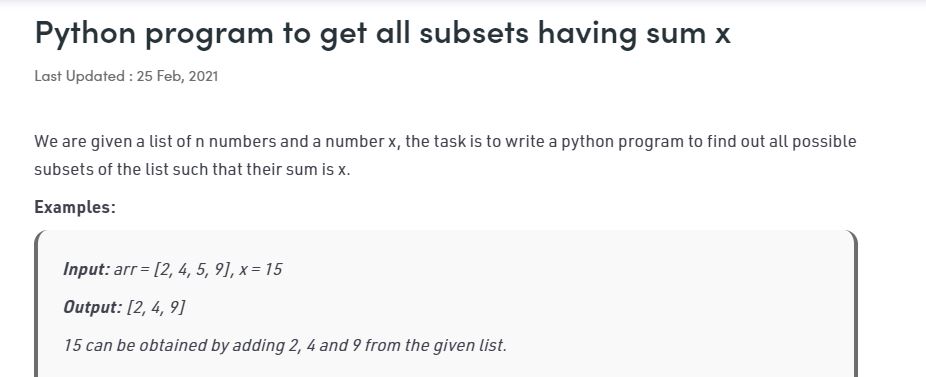 Python program to get all subsets having sum x
Last Updated : 25 Feb, 2021
We are given a list of n numbers and a number x, the task is to write a python program to find out all possible
subsets of the list such that their sum is x.
Examples:
Input: arr = [2, 4, 5, 9], x = 15
Output: [2, 4, 9]
15 can be obtained by adding 2, 4 and 9 from the given list.